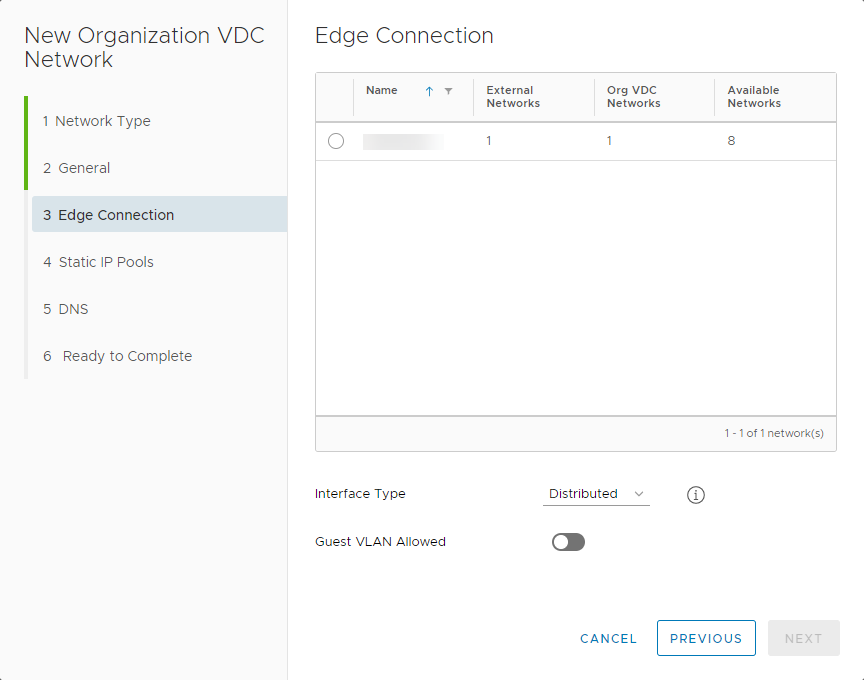 New Organization VDC
Network
1 Network Type
2 General
3 Edge Connection
4 Static IP Pools
5 DNS
6 Ready to Complete
Edge Connection
Name
External
Networks
Org VDC
Networks
Available
Networks
1
1
8
1 - 1 of 1 network(s)
Interface Type
Distributed
Guest VLAN Allowed
CANCEL
PREVIOUS
NEXT